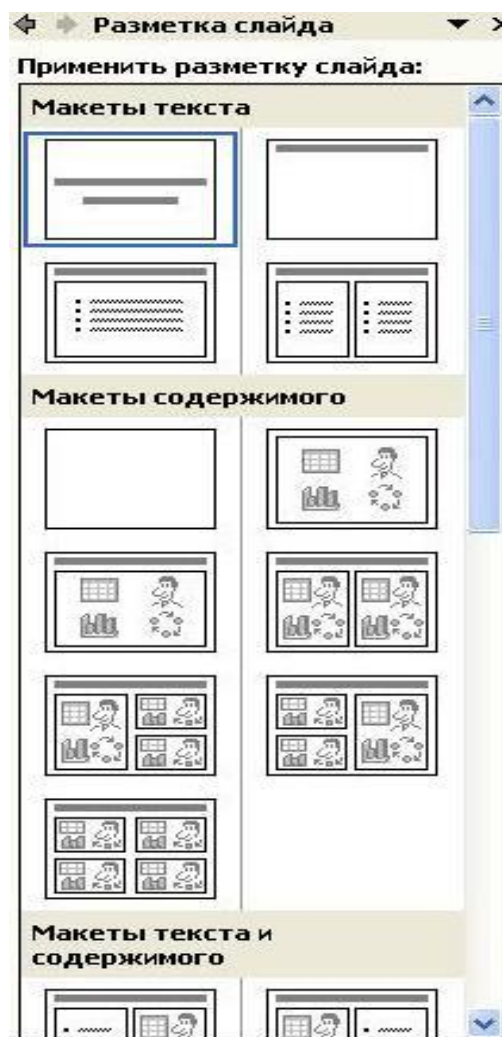 Разметка слайда
Применить разметку слайда:
Макеты текста
Макеты содержимого
Макеты текста и
содержимого